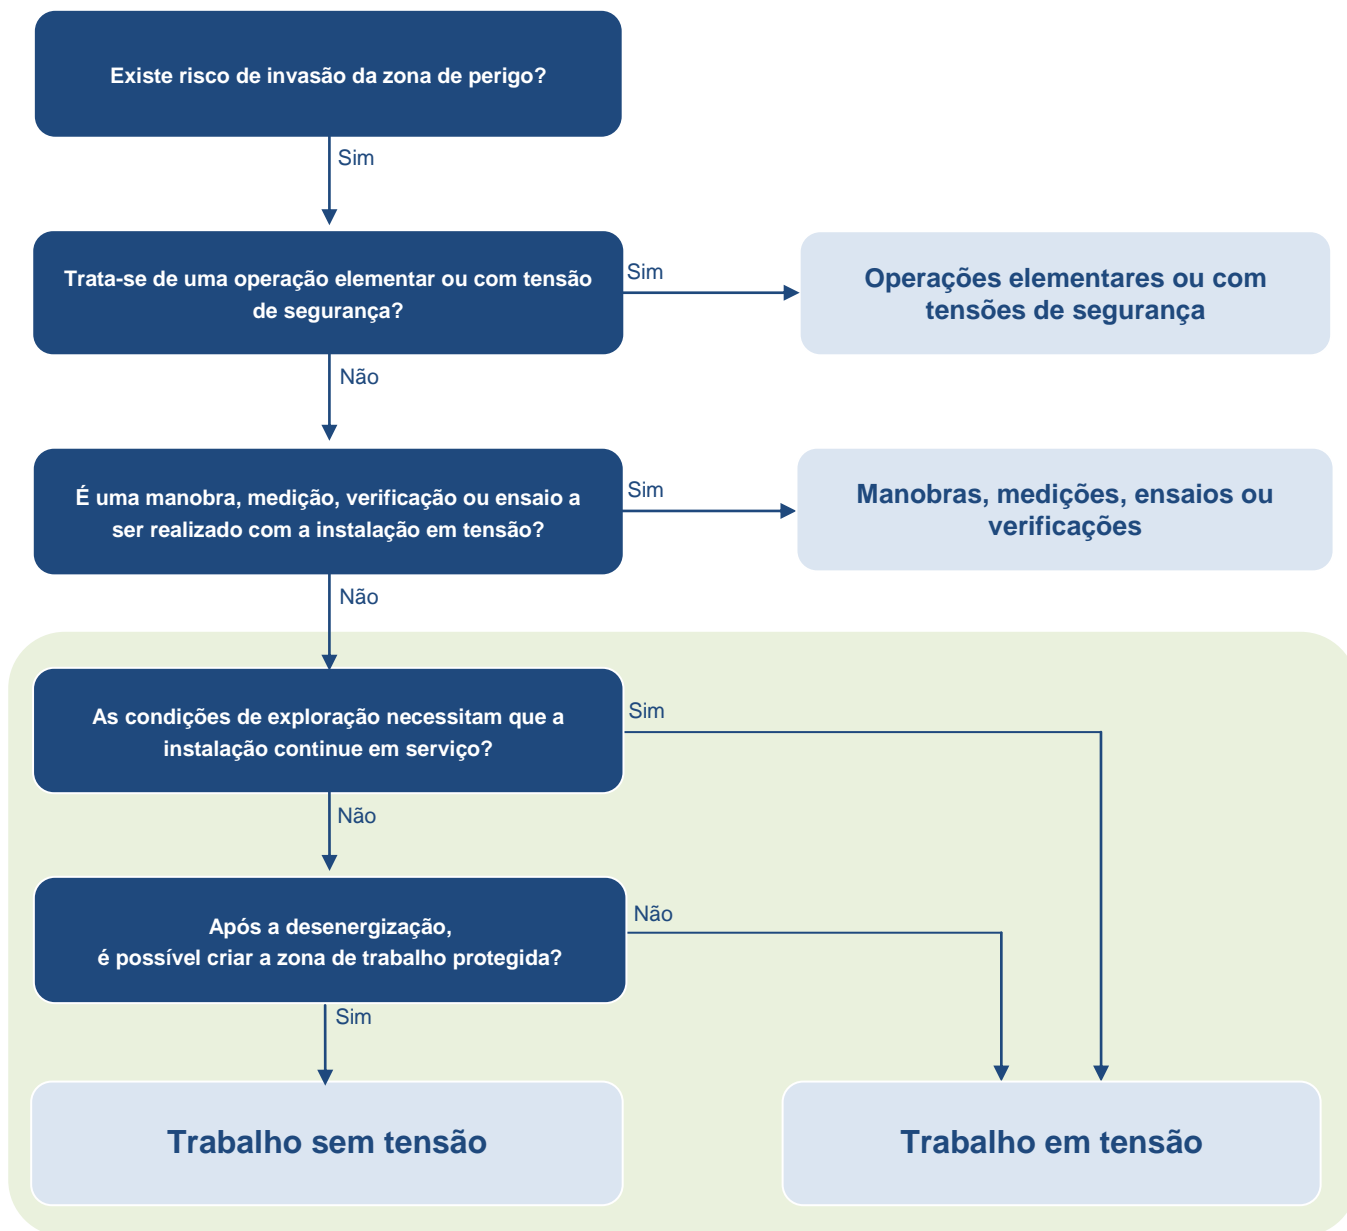 Existe risco de invasão da zona de perigo?
Sim
Trata-se de uma operação elementar ou com tensão
de segurança?
Sim
Operações elementares ou com
tensões de segurança
Não
É uma manobra, medição, verificação ou ensaio a
ser realizado com a instalação em tensão?
Sim
Manobras, medições, ensaios ou
verificações
Não
As condições de exploração necessitam que a
instalação continue em serviço?
Sim
Não
Após a desenergização,
é possível criar a zona de trabalho protegida?
Não
Sim
Trabalho sem tensão
Trabalho em tensão